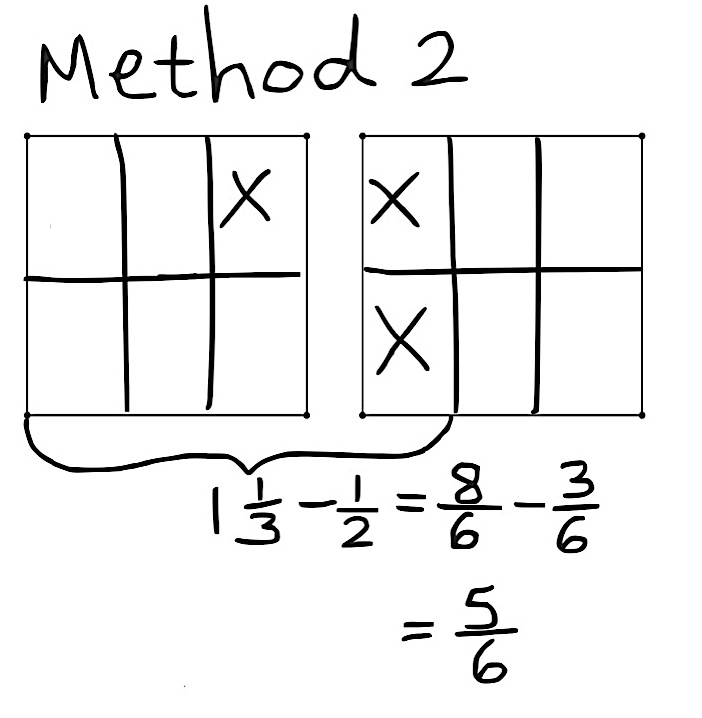 Method 2
X X
X
1 1/3 - 1/2 = 8/6 - 3/6
= 5/6